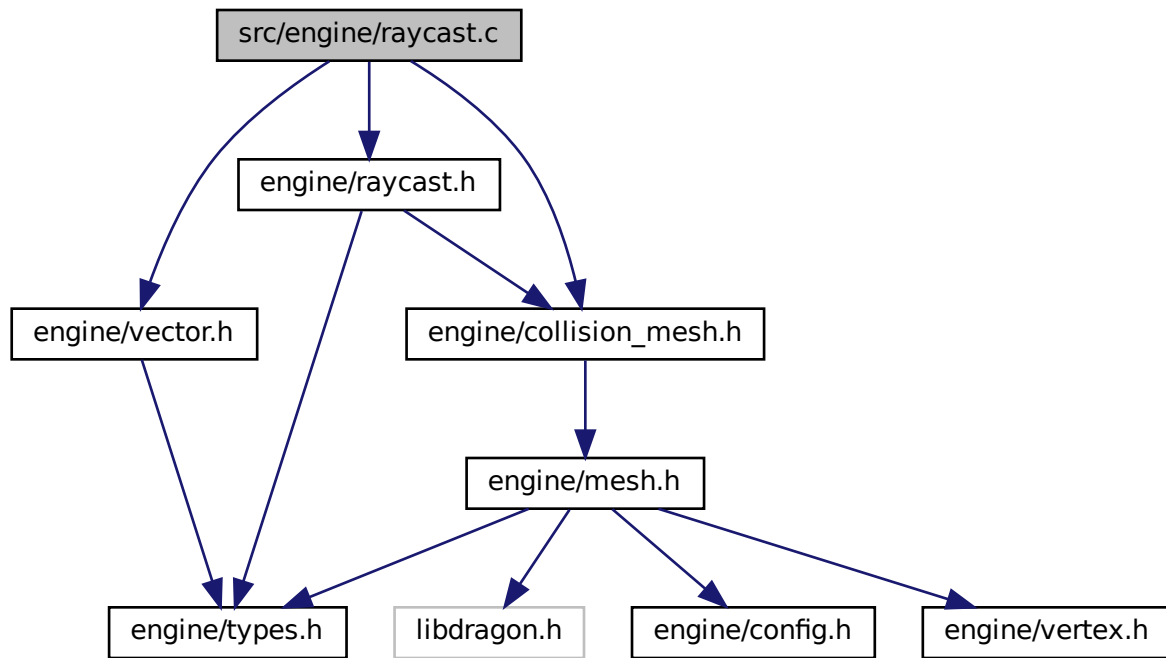 src/engine/raycast.c
engine/raycast.h
engine/vector.h
engine/collision_mesh.h
engine/mesh.h
engine/types.h
libdragon.h
engine/config.h
engine/vertex.h